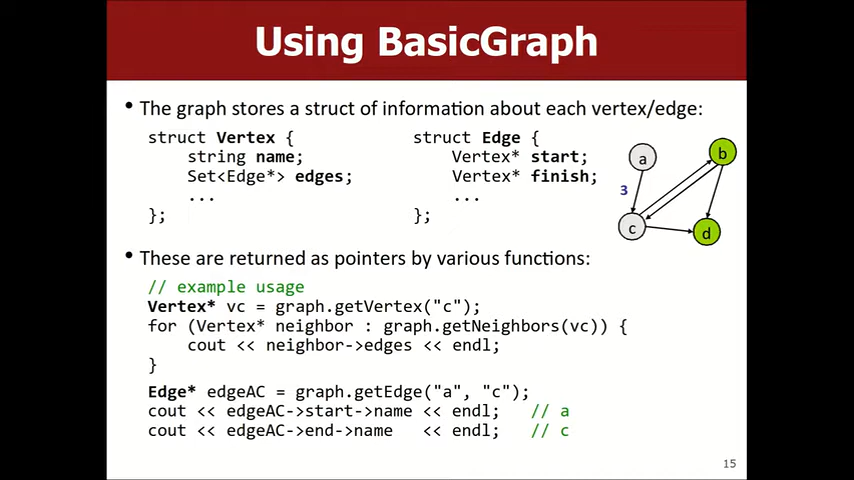 Using BasicGraph
• The graph stores a struct of information about each vertex/edge:
struct Vertex {
string name;
Set<Edge*> edges;
...
};
struct Edge {
Vertex* start;
Vertex* finish;
...
};
a
b
3
c
d
• These are returned as pointers by various functions:
// example usage
Vertex* vc = graph.getVertex("c");
for (Vertex* neighbor : graph.getNeighbors(vc)) {
cout << neighbor->edges << endl;
}
Edge* edgeAC = graph.getEdge("a", "c");
cout << edgeAC->start->name << endl; // a
cout << edgeAC->end->name << endl; // c
15